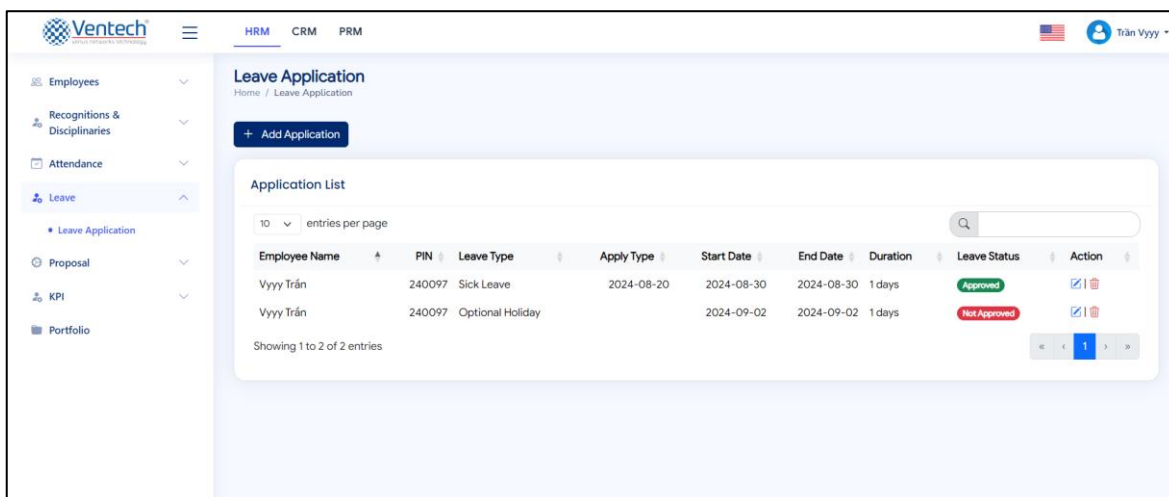 Ventech
HRM CRM PRM
Trần Vyyy
Employees
Recognitions &
Disciplinaries
Attendance
Leave
Leave Application
Proposal
KPI
Portfolio
Leave Application
Home / Leave Application
+ Add Application
Application List
10 entries per page
Employee Name PIN Leave Type Apply Type Start Date End Date Duration Leave Status Action
Vyyy Trần 240097 Sick Leave 2024-08-20 2024-08-30 2024-08-30 1 days Approved
Vyyy Trần 240097 Optional Holiday 2024-09-02 2024-09-02 1 days Not Approved
Showing 1 to 2 of 2 entries
« ‹ 1 › »